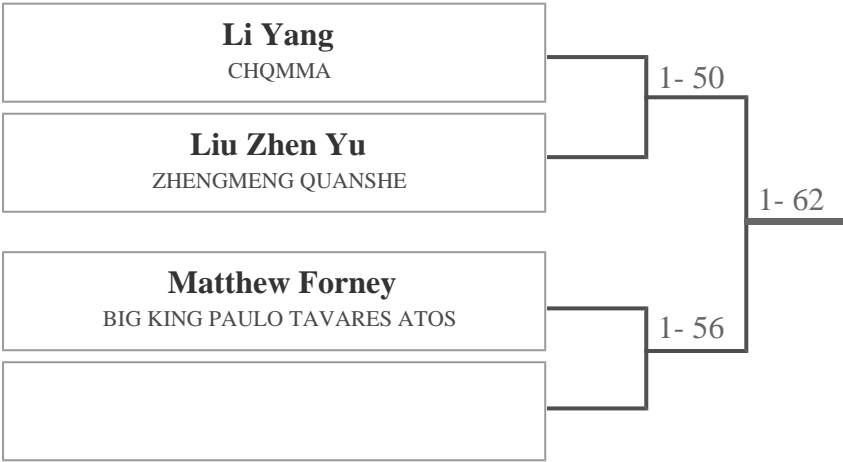 Li Yang
CHQMMA
1- 50
Liu Zhen Yu
ZHENGMENG QUANSHE
1- 62
Matthew Forney
BIG KING PAULO TAVARES ATOS
1- 56